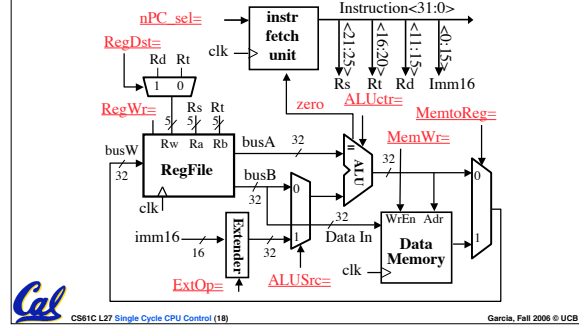 Instruction<31:0>
nPC_sel=
instr
fetch
unit
clk
<21:25>
<16:20>
<11:15>
<0:15>
Rs Rt Rd Imm16
RegDst=
Rd Rt
1 0
zero
ALUctr=
MemtoReg=
RegWr=
Rs Rt
5 5 5
Rw Ra Rb
RegFile
busW
32
clk
busA
32
busB
32
=
ALU
32
MemWr=
0
1
0
1
32
Data In
WrEn Adr
Data
Memory
clk
imm16
16
Extender
32
ExtOp=
ALUSrc=
Cal
CS61C L27 Single Cycle CPU Control (18)
Garcia, Fall 2006 © UCB